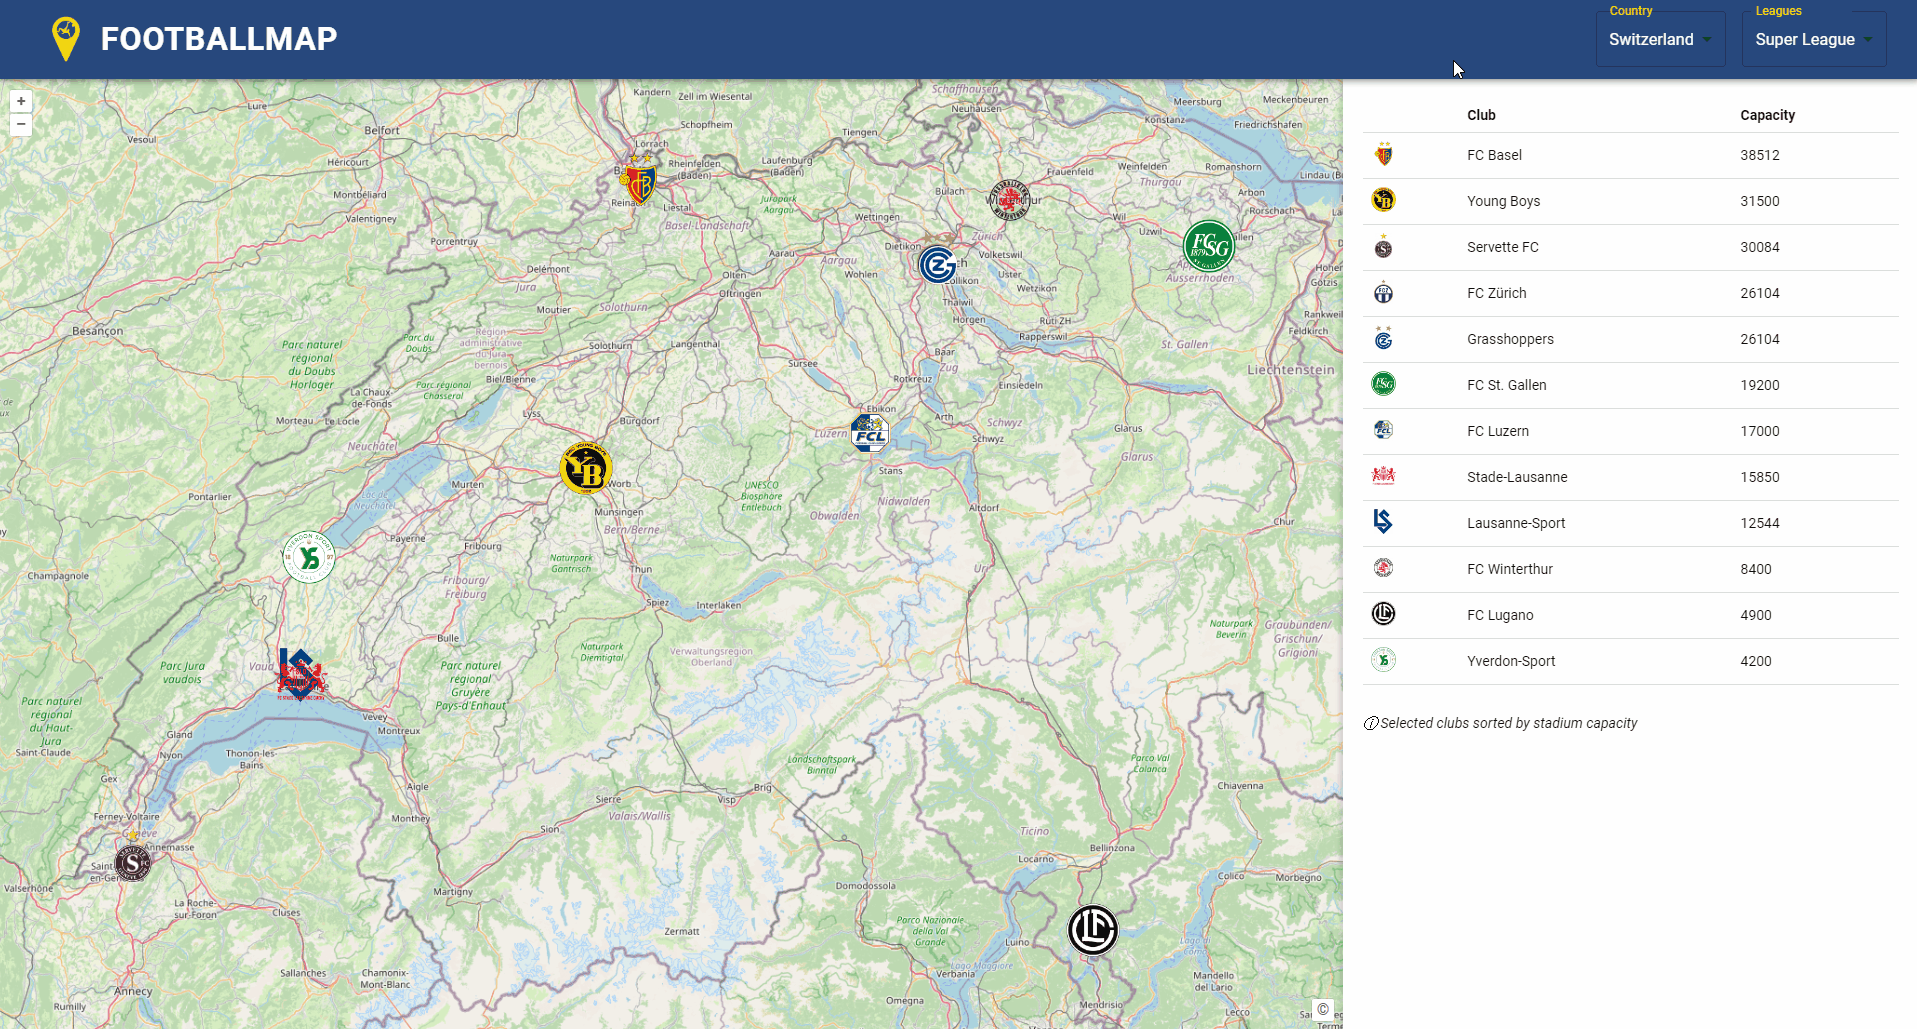 FOOTBALLMAP
Country
Switzerland
Leagues
Super League
+
−
Club Capacity
FC Basel 38512
Young Boys 31500
Servette FC 30084
FC Zürich 26104
Grasshoppers 26104
FC St. Gallen 19200
FC Luzern 17000
Stade-Lausanne 15850
Lausanne-Sport 12544
FC Winterthur 8400
FC Lugano 4900
Yverdon-Sport 4200
Selected clubs sorted by stadium capacity
Lure
Vesoul
Belfort
Héricourt
Montbéliard
Valentigney
Porrentruy
Kandern
Zell im Wiesental
Schopfheim
Lörrach
Rheinfelden
(Baden)
Laufenburg
(Baden)
Tiengen
Schaffhausen
Neuhausen
Konstanz
Meersburg
Meckenbeuren
Friedrichshafen
Weinfelden
Romanshorn
Lindau (B
Thurgau
Arbon
Rorschach
Frauenfeld
Bülach
Wil
Uzwil
Liestal
Basel-Landschaft
Jurapark
Aargau
Wettingen
Dietikon
Zürich
Volketswil
Uster
Wetzikon
Zollikon
Thalwil
Horgen
Rüti ZH
Rapperswil
Aarau
Aargau
Wohlen
Olten
Oftringen
Delémont
Jura
Moutier
Solothurn
Solothurn
Langenthal
Région
administrative
du Jura
bernois
Biel/Bienne
Parc du
Doubs
Parc régional
Chasseral
Parc naturel
régional
du Doubs
Horloger
Besançon
La Chaux-
de-Fonds
Morteau
Le Locle
Neuchâtel
Lyss
Burgdorf
Sursee
Baar
Zug
Rotkreuz
Einsiedeln
Ebikon
Luzern
Arth
Schwyz
Schwyz
Stans
Nidwalden
Obwalden
Altdorf
Uri
Glarus
Glarus
St. Gallen
Appenzell
Ausserrhoden
Liechtenstein
Feldkirch
Rankweil
Götzis
Hohen
Chur
Worb
Münsingen
Bern/Berne
Murten
Lac de
Neuchâtel
Payerne
Fribourg
Fribourg/
Freiburg
Pontarlier
Champagnole
UNESCO
Biosphäre
Entlebuch
Naturpark
Gantrisch
Thun
Spiez
Interlaken
Bulle
Naturpark
Diemtigtal
Verwaltungsregion
Oberland
Parc naturel
régional
Gruyère
Pays-d'Enhaut
Parc Jura
vaudois
Vaud
Vevey
Montreux
Gland
Nyon
Thonon-les-
Bains
Parc naturel
régional
du Haut-
Jura
Saint-Claude
Gex
Ferney-Voltaire
Genève
Annemasse
Valserhône
La Roche-
sur-Foron
Cluses
Annecy
Rumilly
Sallanches
Chamonix-
Mont-Blanc
Martigny
Monthey
Aigle
Sion
Sierre
Valais/Wallis
Visp
Brig
Zermatt
Landschaftspark
Binntal
Domodossola
Parco Nazionale
della Val
Grande
Ticino
Locarno
Bellinzona
Luino
Lago Maggiore
Verbania
Omegna
Mendrisio
Lecco
Mandello
del Lario
Lago di
Colico
Morbegno
Chiavenna
Parco Val
Calanca
Naturpark
Beverin
Graubünden/
Grischun/
Grigioni
©